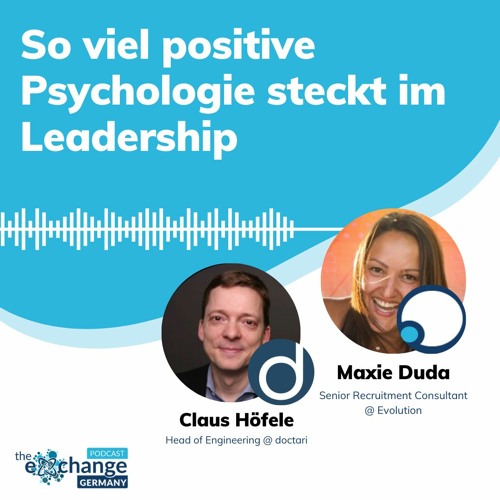 So viel positive
Psychologie steckt im
Leadership
d
Maxie Duda
Senior Recruitment Consultant
@ Evolution
Claus Höfele
Head of Engineering @ doctari
PODCAST
the exchange
GERMANY